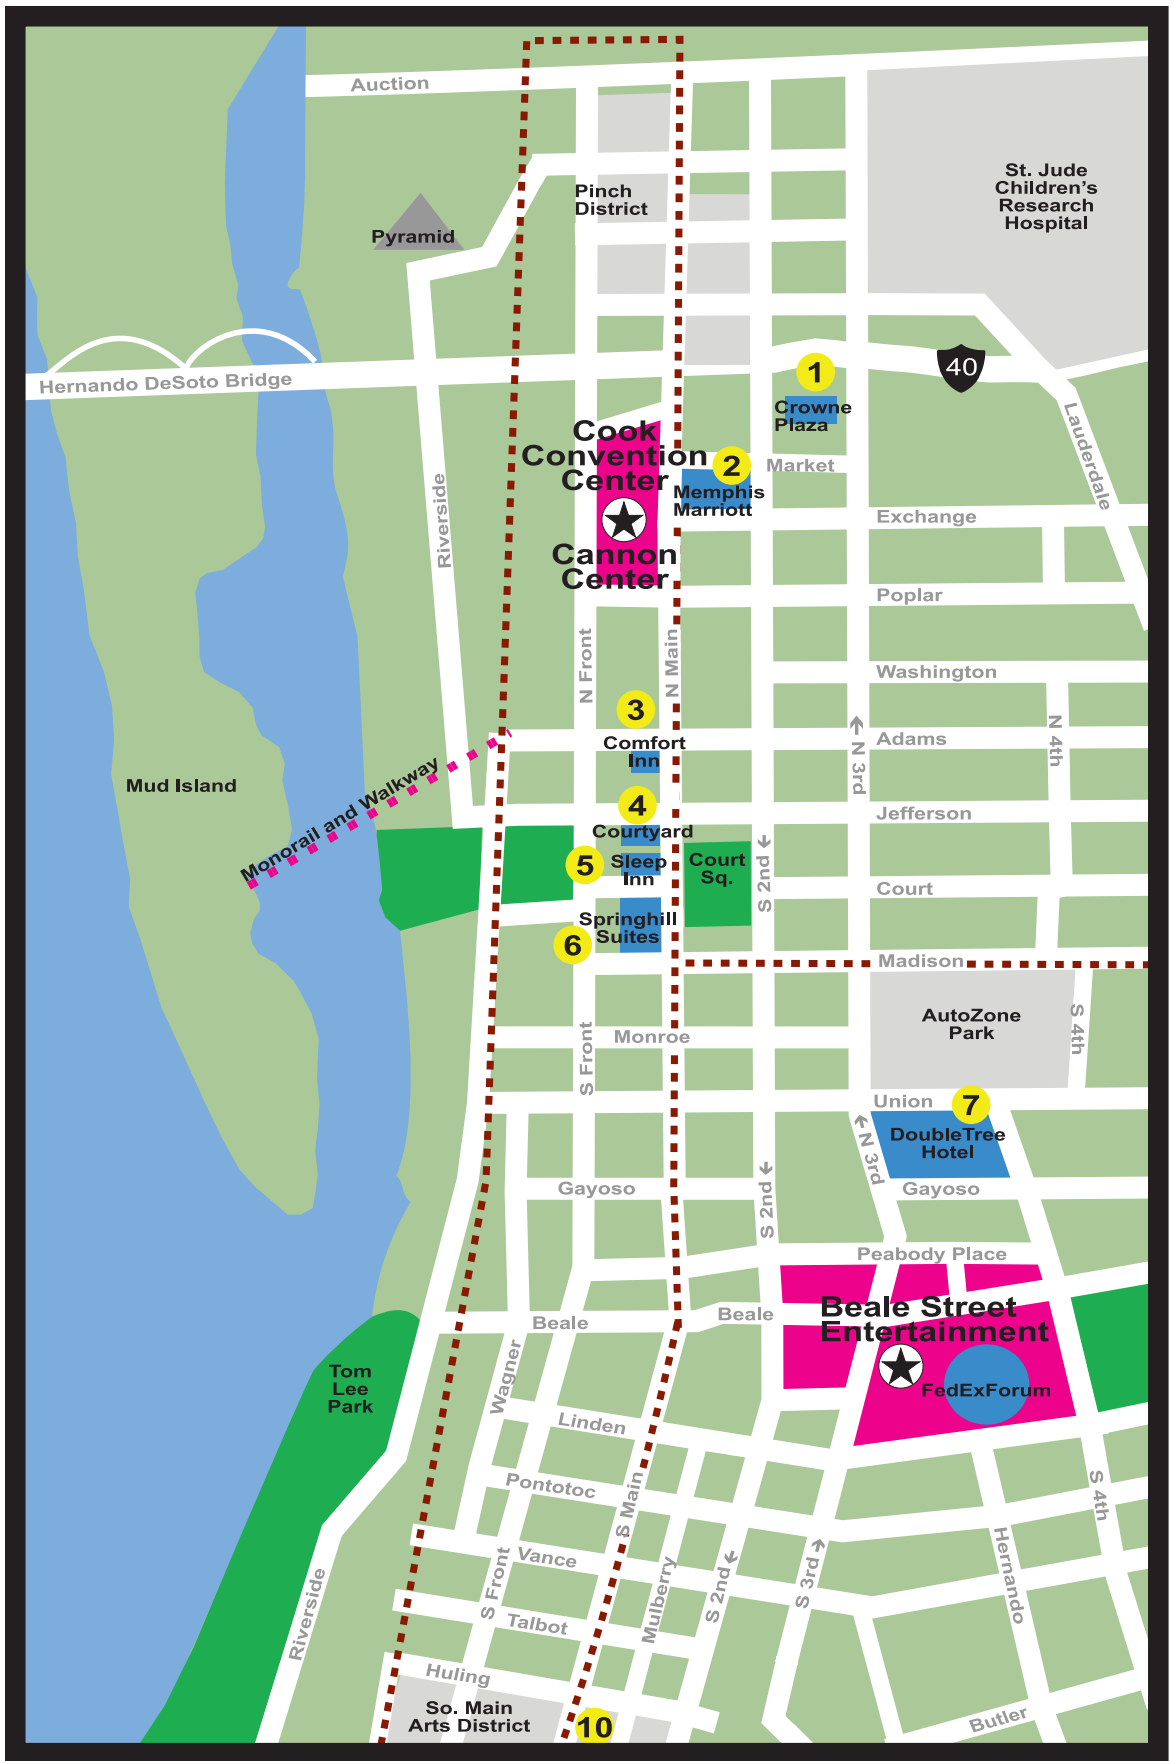 Auction
St. Jude
Children's
Research
Hospital
Pinch
District
Pyramid
40
Hernando DeSoto Bridge
1
Crowne
Plaza
Lauderdale
Cook
Convention
Center
2
Market
Memphis
Marriott
Riverside
Exchange
Cannon
Center
Poplar
N Front
N Main
Washington
3
N 3rd
N 4th
Adams
Comfort
Inn
Mud Island
Monorail and Walkway
4
Jefferson
Courtyard
5
Sleep
Inn
Court
Sq.
S 2nd
Court
Springhill
Suites
6
Madison
AutoZone
Park
S 4th
S Front
Monroe
Union
7
DoubleTree
Hotel
N 3rd
Gayoso
Gayoso
S 2nd
Peabody Place
Beale
Beale
Beale Street
Entertainment
FedExForum
Tom
Lee
Park
Wagner
Linden
Pontotoc
S Main
S 4th
Vance
S Front
Mulberry
S 2nd
S 3rd
Hernando
Riverside
Talbot
Huling
So. Main
Arts District
10
Butler